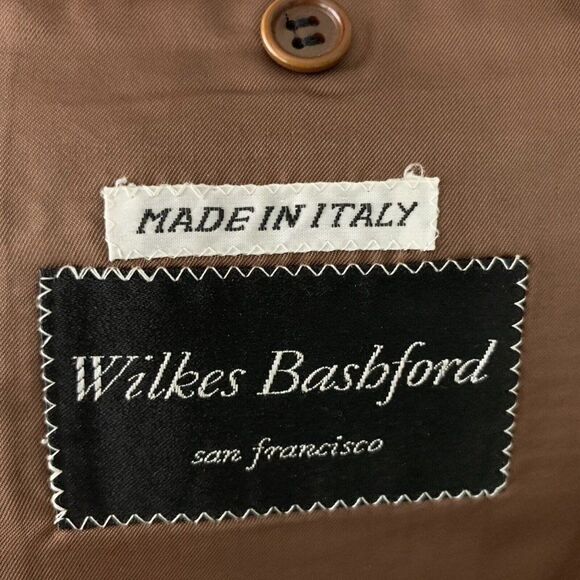 MADE IN ITALY
Wilkes Bashford
san francisco